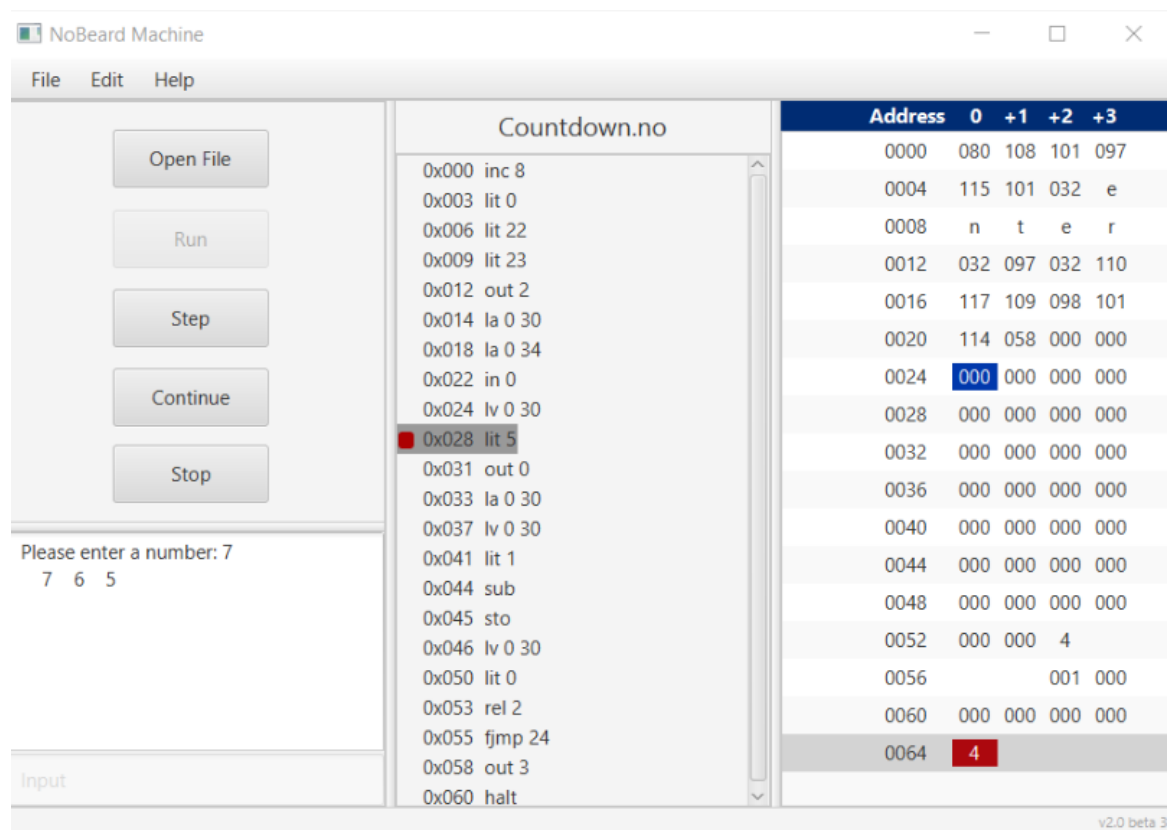 NoBeard Machine
File Edit Help
Open File
Run
Step
Continue
Stop
Please enter a number: 7
7 6 5
Input
Countdown.no
0x000 inc 8
0x003 lit 0
0x006 lit 22
0x009 lit 23
0x012 out 2
0x014 la 0 30
0x018 la 0 34
0x022 in 0
0x024 lv 0 30
0x028 lit 5
0x031 out 0
0x033 la 0 30
0x037 lv 0 30
0x041 lit 1
0x044 sub
0x045 sto
0x046 lv 0 30
0x050 lit 0
0x053 rel 2
0x055 fjmp 24
0x058 out 3
0x060 halt
Address 0 +1 +2 +3
0000 080 108 101 097
0004 115 101 032 e
0008 n t e r
0012 032 097 032 110
0016 117 109 098 101
0020 114 058 000 000
0024 000 000 000 000
0028 000 000 000 000
0032 000 000 000 000
0036 000 000 000 000
0040 000 000 000 000
0044 000 000 000 000
0048 000 000 000 000
0052 000 000 4
0056 001 000
0060 000 000 000 000
0064 4
v2.0 beta 3